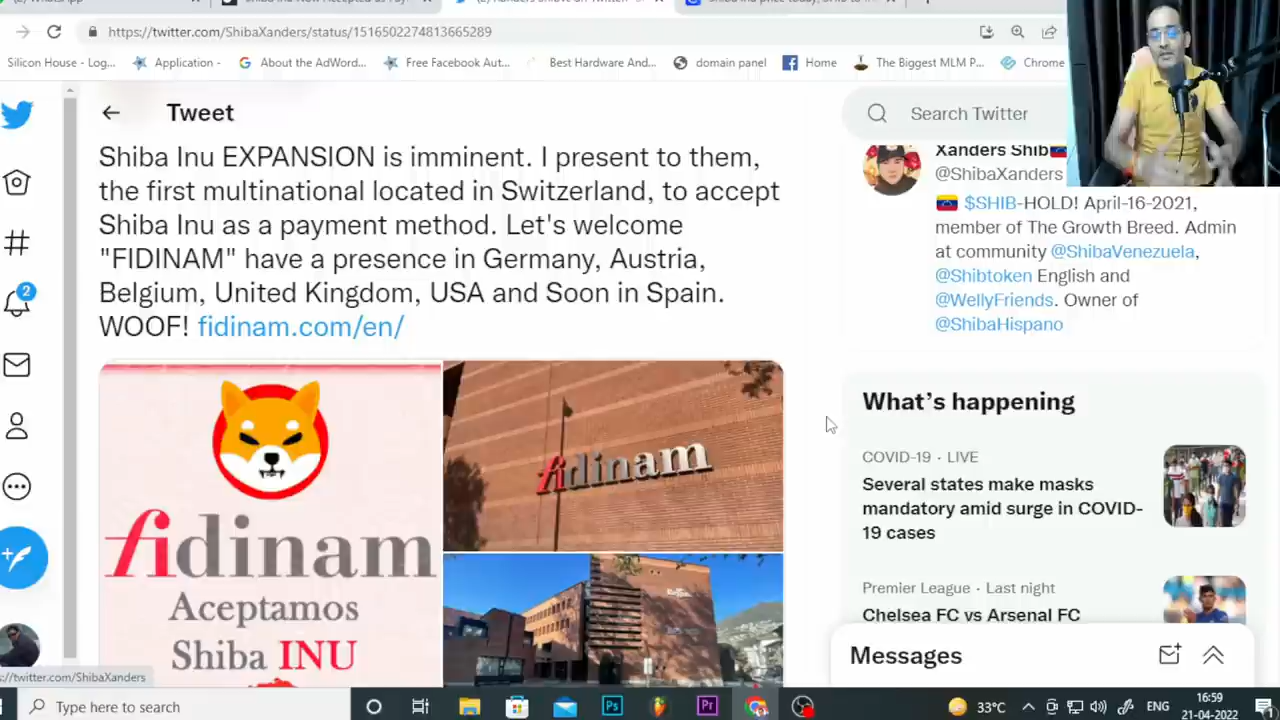 https://twitter.com/ShibaXanders/status/1516502274813665289
Silicon House - Log...
Application -
About the AdWord...
Free Facebook Aut...
Best Hardware And...
domain panel
Home
The Biggest MLM P...
Chrome
Tweet
Shiba Inu EXPANSION is imminent. I present to them,
the first multinational located in Switzerland, to accept
Shiba Inu as a payment method. Let's welcome
"FIDINAM" have a presence in Germany, Austria,
Belgium, United Kingdom, USA and Soon in Spain.
WOOF! fidinam.com/en/
fidinam
Aceptamos
Shiba INU
fidinam
Search Twitter
Xanders Shib
@ShibaXanders
$SHIB-HOLD! April-16-2021,
member of The Growth Breed. Admin
at community @ShibaVenezuela,
@Shibtoken English and
@WellyFriends. Owner of
@ShibaHispano
What's happening
COVID-19 · LIVE
Several states make masks
mandatory amid surge in COVID-
19 cases
Premier League · Last night
Chelsea FC vs Arsenal FC
Messages
2
s://twitter.com/ShibaXanders
Type here to search
Ps
Pr
33°C
ENG
16:59
21-04-2022
1